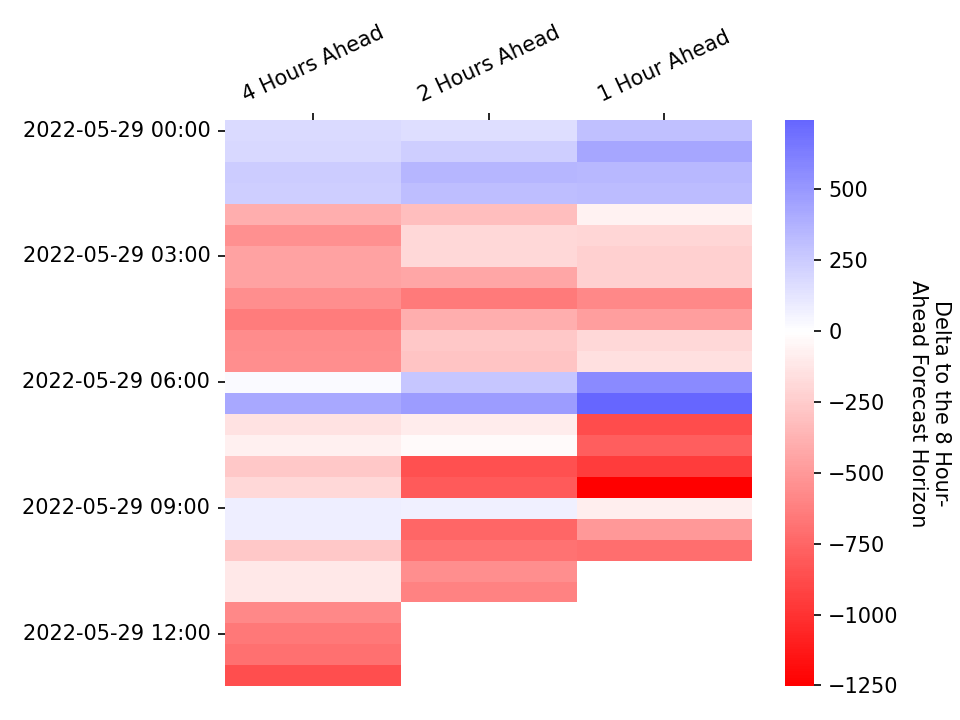 4 Hours Ahead
2 Hours Ahead
1 Hour Ahead
2022-05-29 00:00
2022-05-29 03:00
2022-05-29 06:00
2022-05-29 09:00
2022-05-29 12:00
500
250
0
−250
−500
−750
−1000
−1250
Delta to the 8 Hour-
Ahead Forecast Horizon